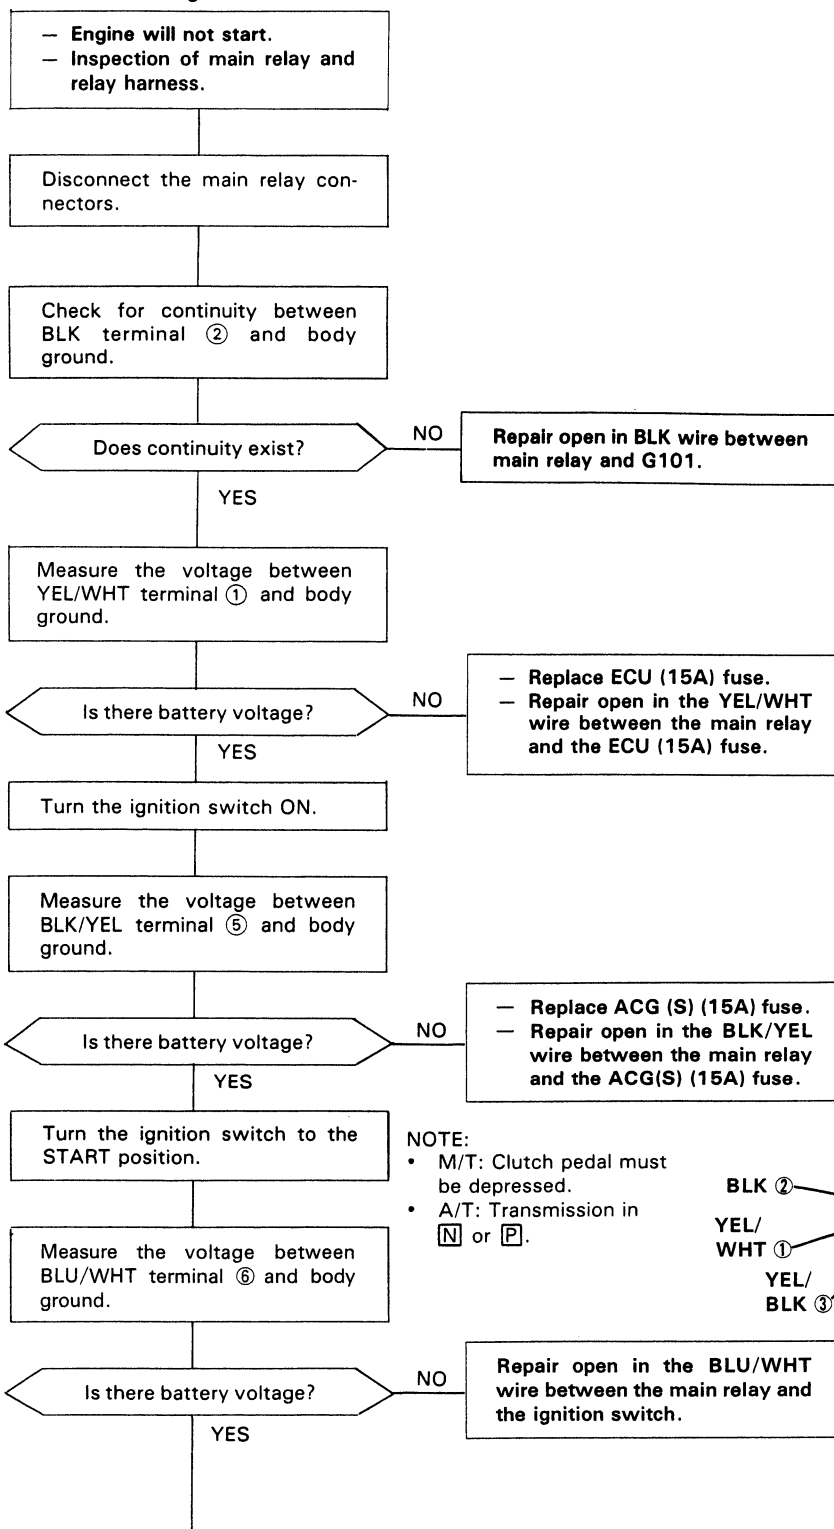 — Engine will not start.
— Inspection of main relay and
relay harness.
Disconnect the main relay con-
nectors.
Check for continuity between
BLK terminal ② and body
ground.
Does continuity exist?
NO
Repair open in BLK wire between
main relay and G101.
YES
Measure the voltage between
YEL/WHT terminal ① and body
ground.
Is there battery voltage?
NO
— Replace ECU (15A) fuse.
— Repair open in the YEL/WHT
wire between the main relay
and the ECU (15A) fuse.
YES
Turn the ignition switch ON.
Measure the voltage between
BLK/YEL terminal ⑤ and body
ground.
Is there battery voltage?
NO
— Replace ACG (S) (15A) fuse.
— Repair open in the BLK/YEL
wire between the main relay
and the ACG(S) (15A) fuse.
YES
Turn the ignition switch to the
START position.
NOTE:
• M/T: Clutch pedal must
be depressed.
• A/T: Transmission in
N or P.
BLK ②
YEL/
WHT ①
YEL/
BLK ③
Measure the voltage between
BLU/WHT terminal ⑥ and body
ground.
Is there battery voltage?
NO
Repair open in the BLU/WHT
wire between the main relay and
the ignition switch.
YES